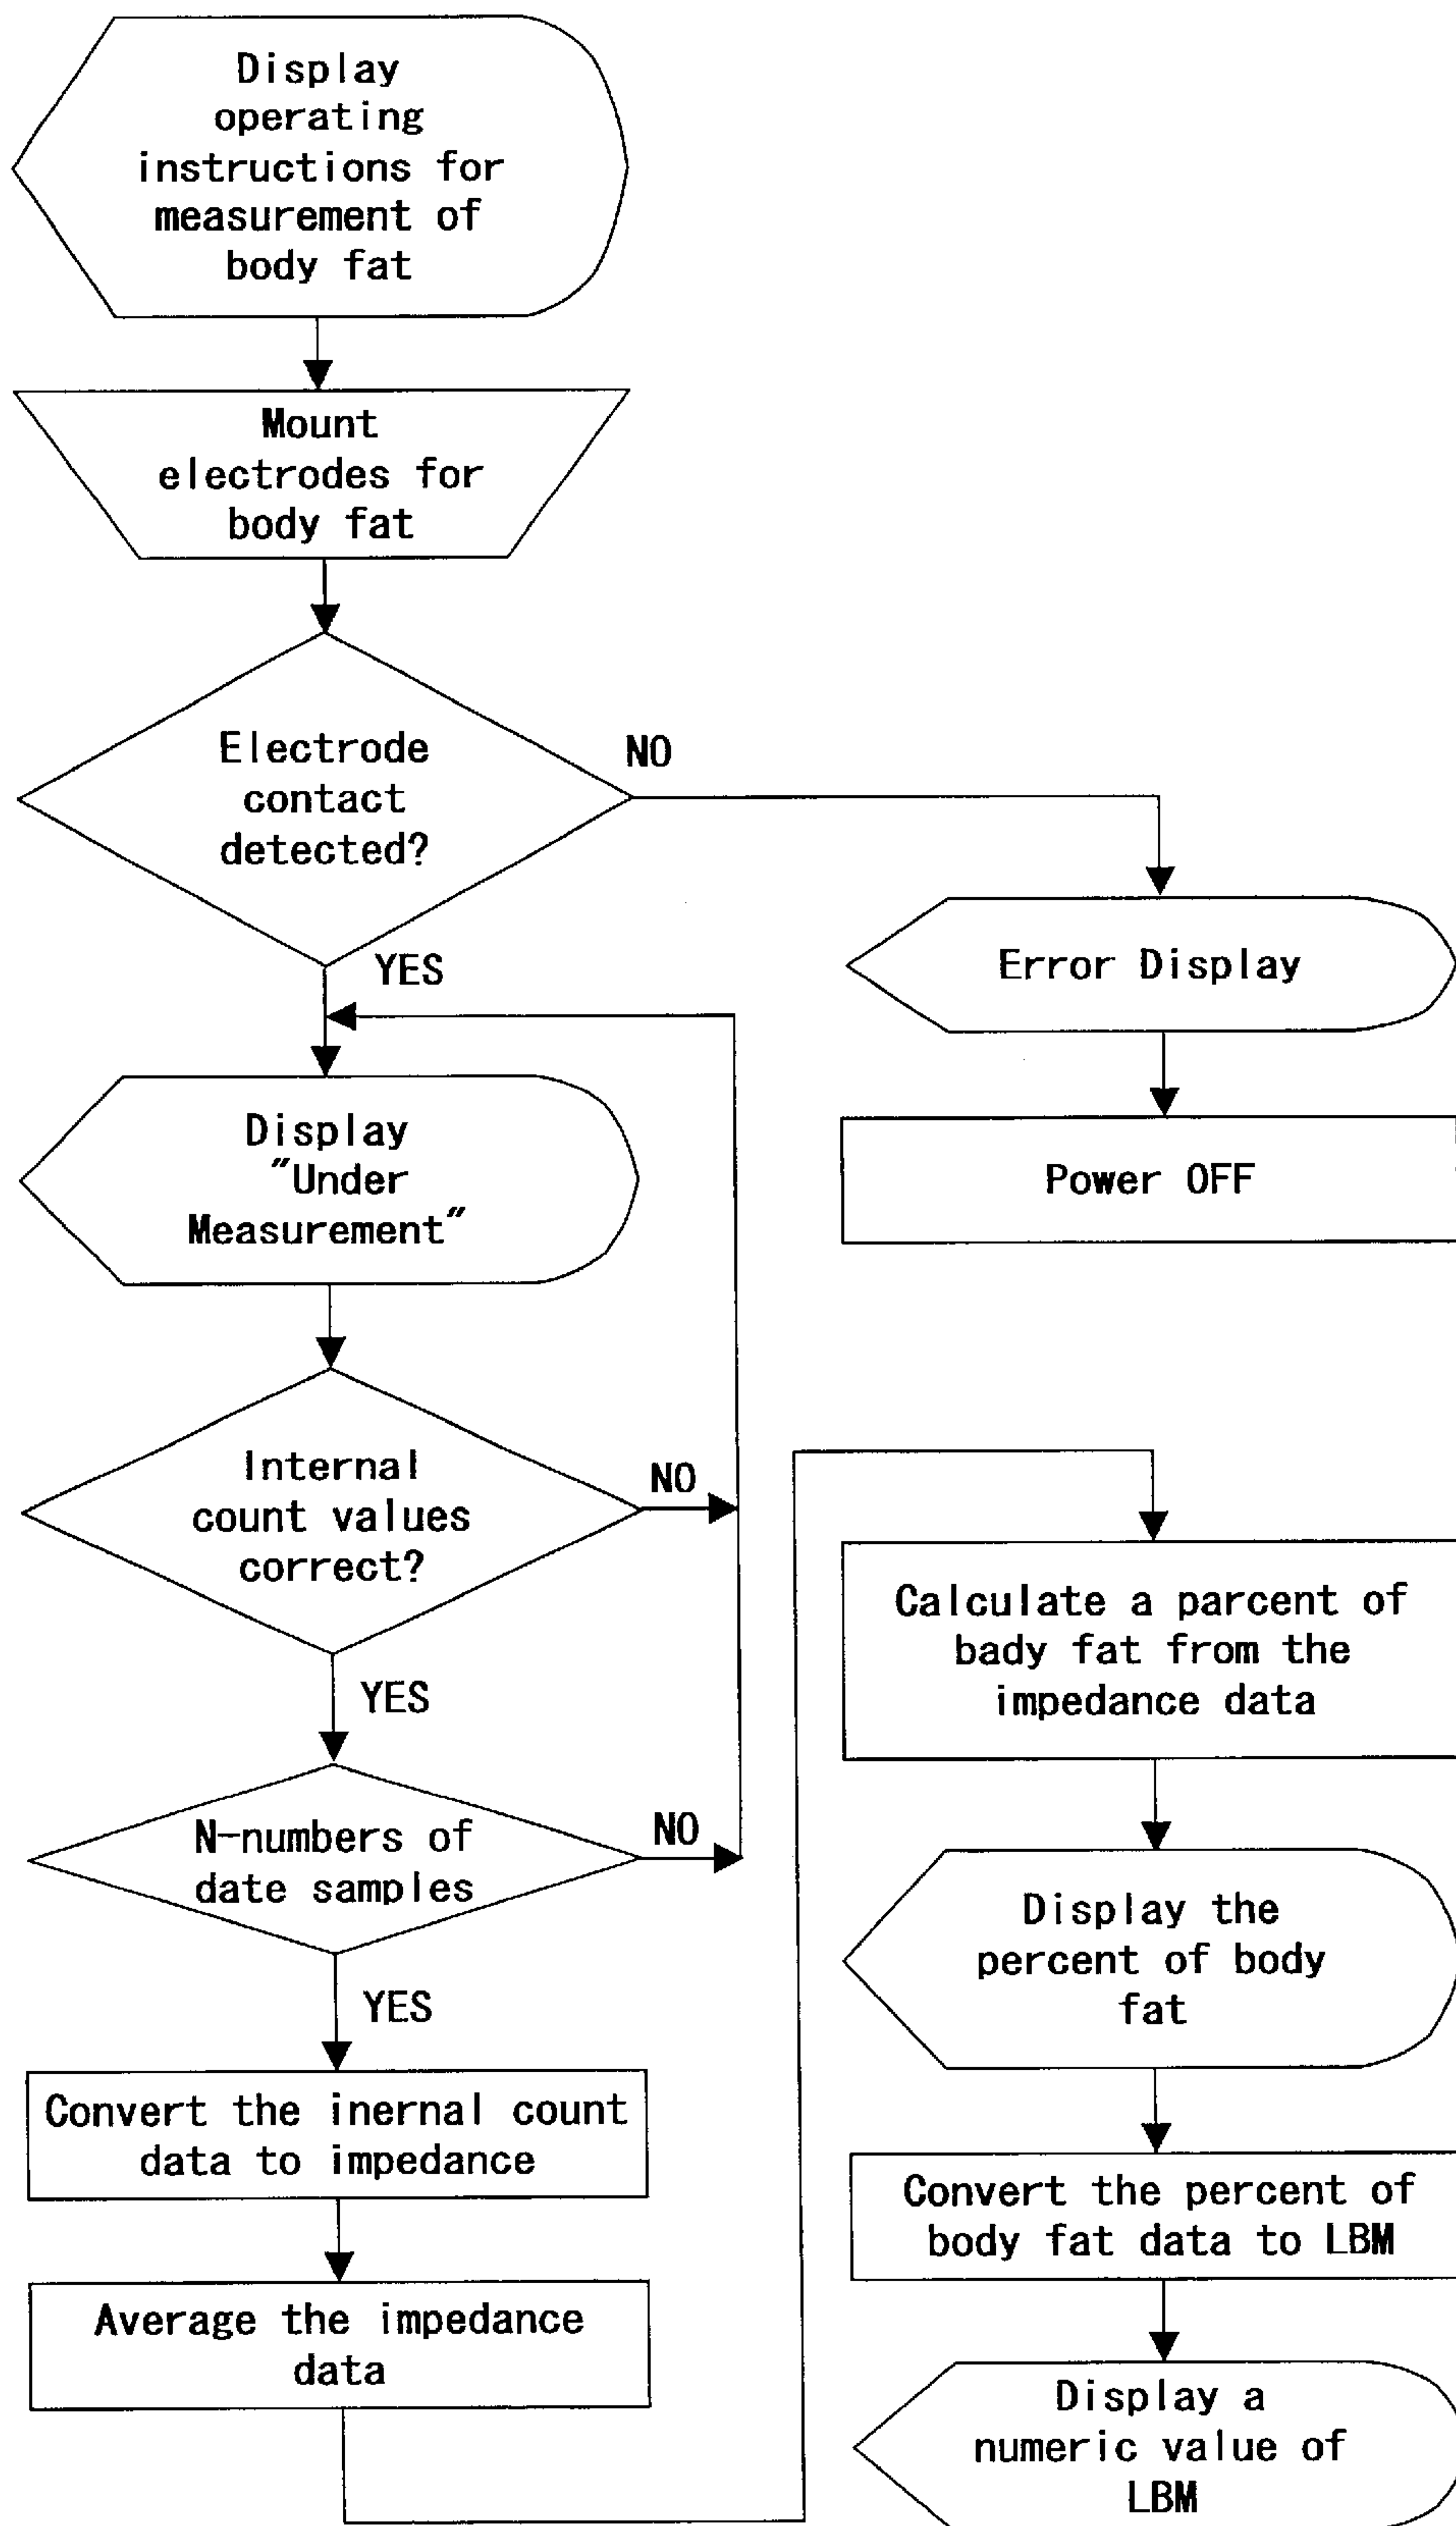 Display
operating
instructions for
measurement of
body fat
Mount
electrodes for
body fat
Electrode
contact
detected?
NO
YES
Error Display
Power OFF
Display
"Under
Measurement"
Internal
count values
correct?
NO
YES
N-numbers of
date samples
NO
YES
Convert the inernal count
data to impedance
Average the impedance
data
Calculate a parcent of
bady fat from the
impedance data
Display the
percent of body
fat
Convert the percent of
body fat data to LBM
Display a
numeric value of
LBM